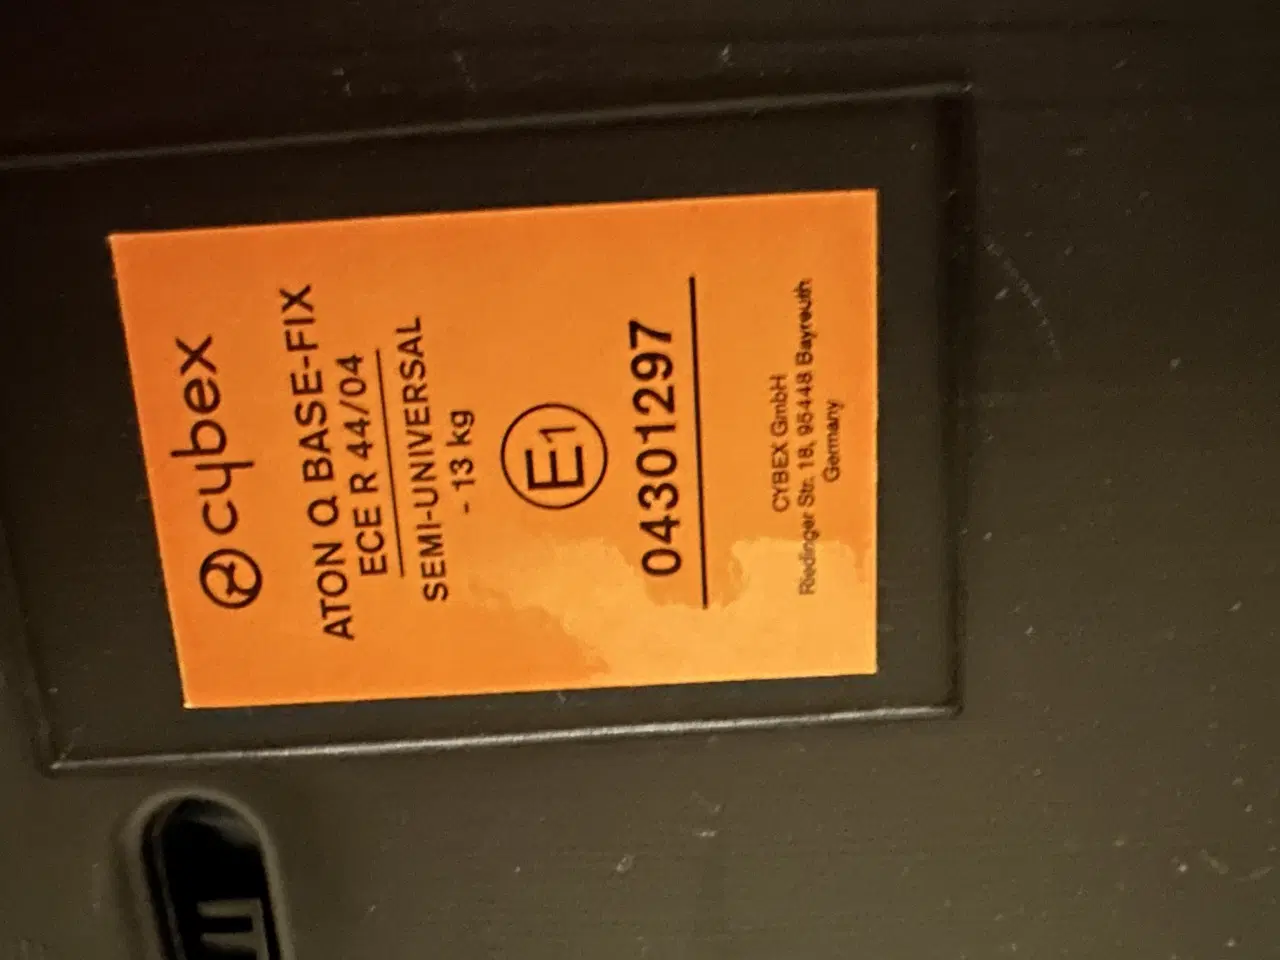 cybex
ATON Q BASE-FIX
ECE R 44/04
SEMI-UNIVERSAL
- 13 kg
E1
04301297
CYBEX GmbH
Riedinger Str. 18, 95448 Bayreuth
Germany